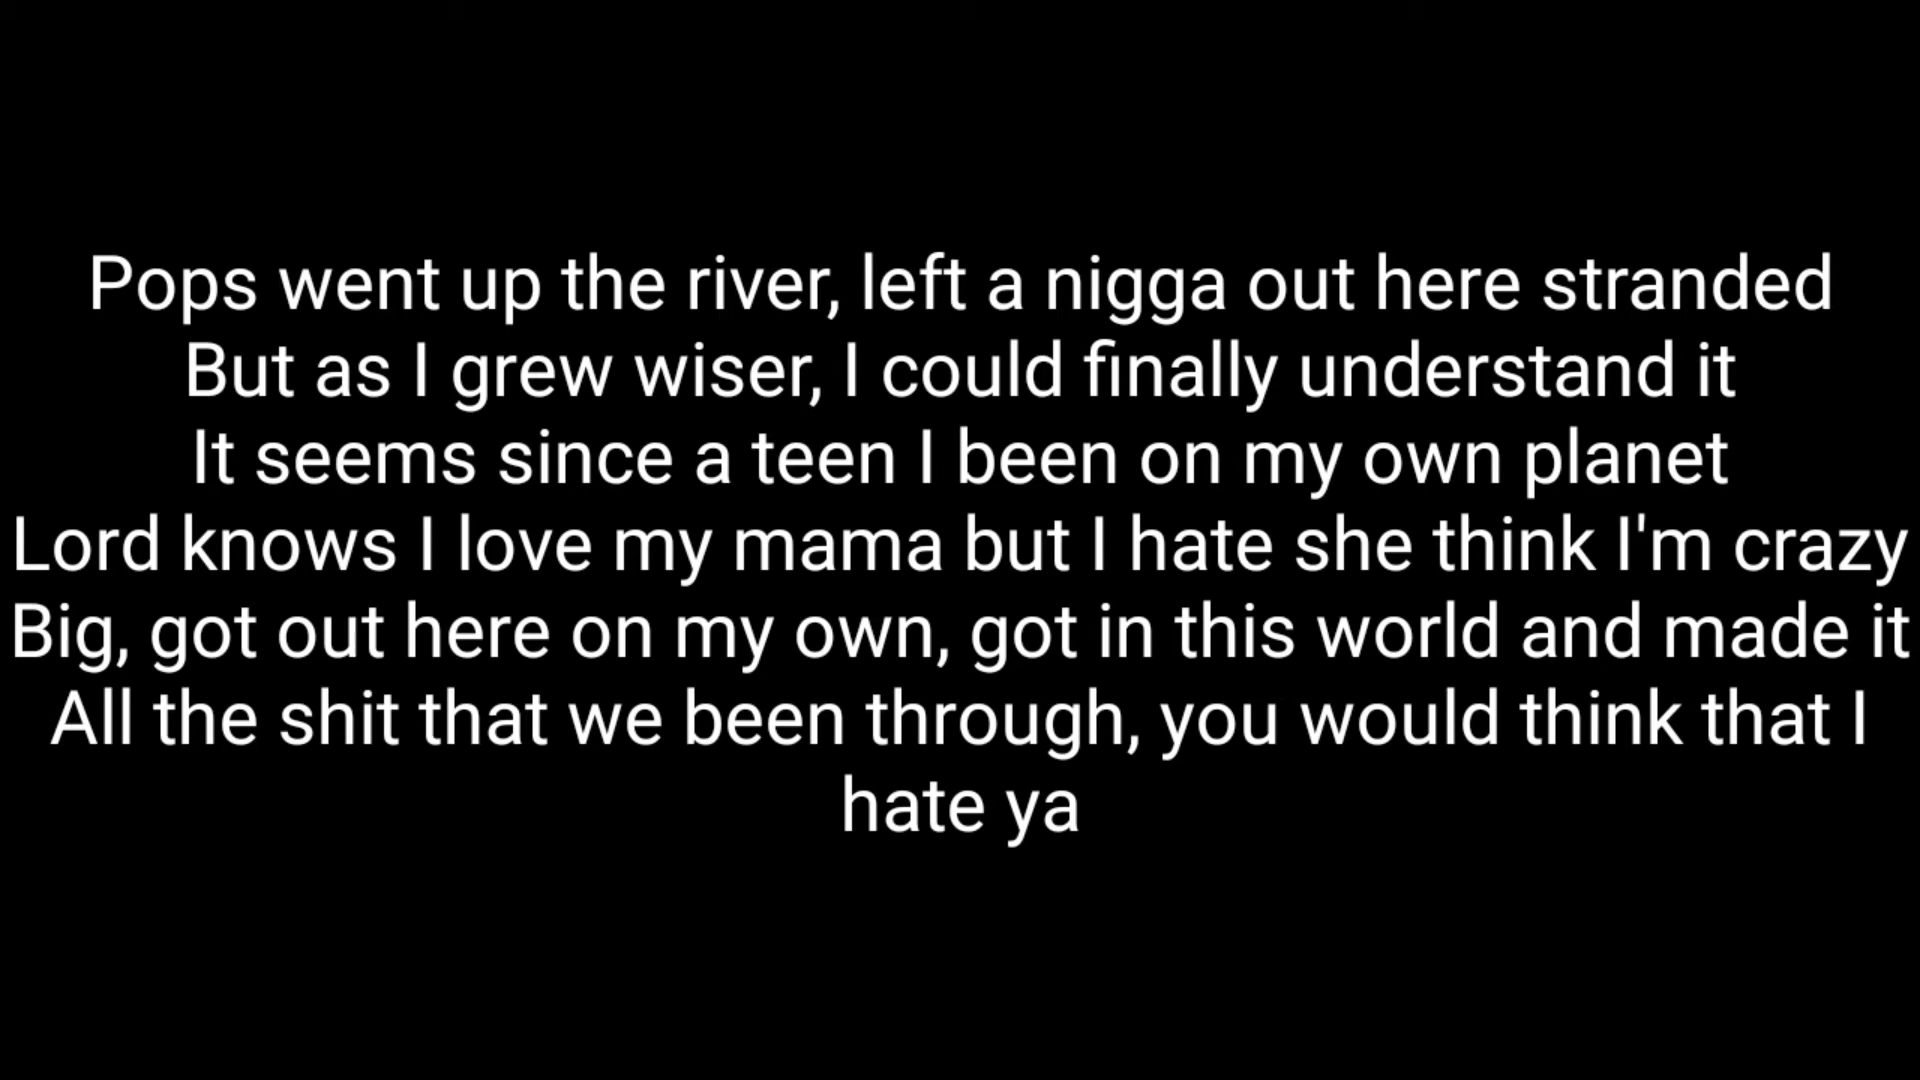 Pops went up the river, left a nigga out here stranded
But as I grew wiser, I could finally understand it
It seems since a teen I been on my own planet
Lord knows I love my mama but I hate she think I'm crazy
Big, got out here on my own, got in this world and made it
All the shit that we been through, you would think that I
hate ya